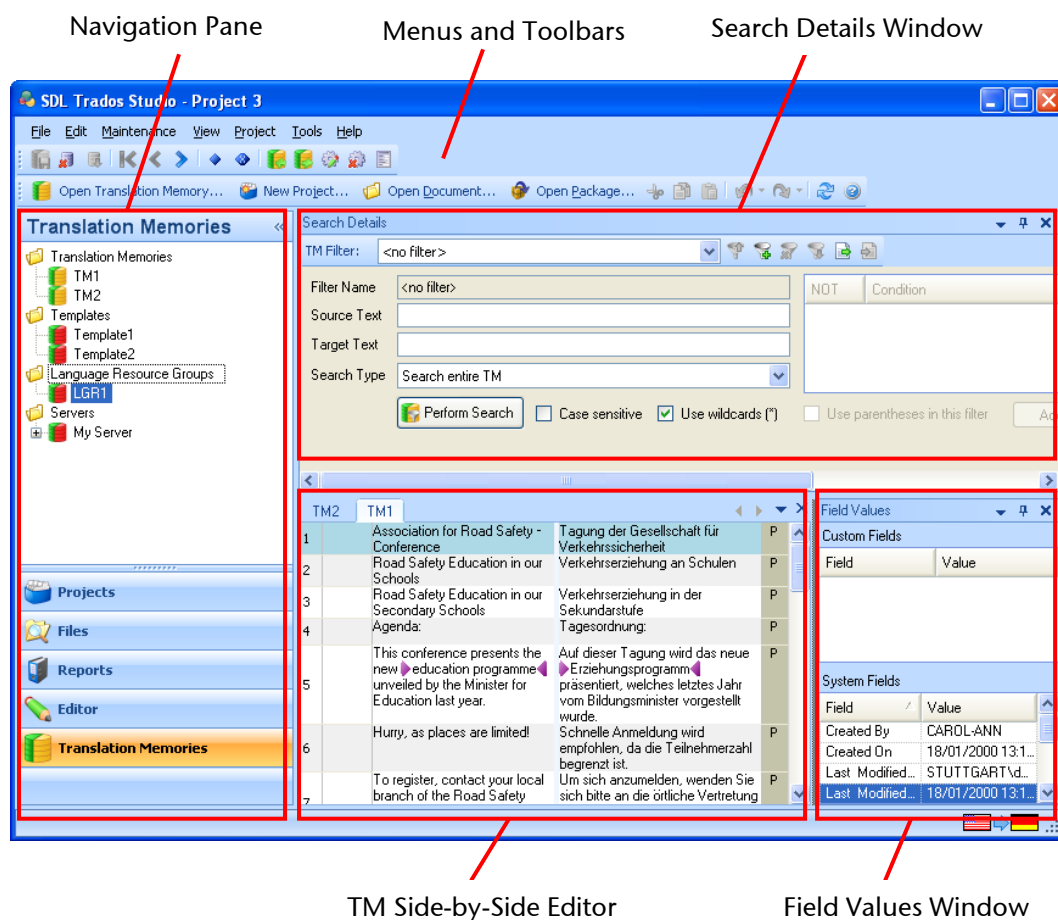 Navigation Pane
Menus and Toolbars
Search Details Window
SDL Trados Studio - Project 3
File Edit Maintenance View Project Tools Help
Open Translation Memory... New Project... Open Document... Open Package...
Translation Memories
Translation Memories
TM1
TM2
Templates
Template1
Template2
Language Resource Groups
LGR1
Servers
My Server
Projects
Files
Reports
Editor
Translation Memories
Search Details
TM Filter: <no filter>
Filter Name <no filter>
Source Text
Target Text
Search Type Search entire TM
Perform Search Case sensitive Use wildcards (*)
NOT Condition
Use parentheses in this filter
TM2 TM1
1 Association for Road Safety - Tagung der Gesellschaft für P
Conference Verkehrssicherheit
2 Road Safety Education in our Verkehrserziehung an Schulen P
Schools
3 Road Safety Education in our Verkehrserziehung in der P
Secondary Schools Sekundarstufe
4 Agenda: Tagesordnung: P
This conference presents the Auf dieser Tagung wird das neue P
new education programme Erziehungsprogramm
5 unveiled by the Minister for präsentiert, welches letztes Jahr
Education last year. vom Bildungsminister vorgestellt
wurde.
Hurry, as places are limited! Schnelle Anmeldung wird P
6 empfohlen, da die Teilnehmerzahl
begrenzt ist.
To register, contact your local Um sich anzumelden, wenden Sie P
7 branch of the Road Safety sich bitte an die örtliche Vertretung
Field Values
Custom Fields
Field Value
System Fields
Field Value
Created By CAROL-ANN
Created On 18/01/2000 13:1...
Last Modified... STUTTGART\d...
Last Modified... 18/01/2000 13:1...
TM Side-by-Side Editor
Field Values Window